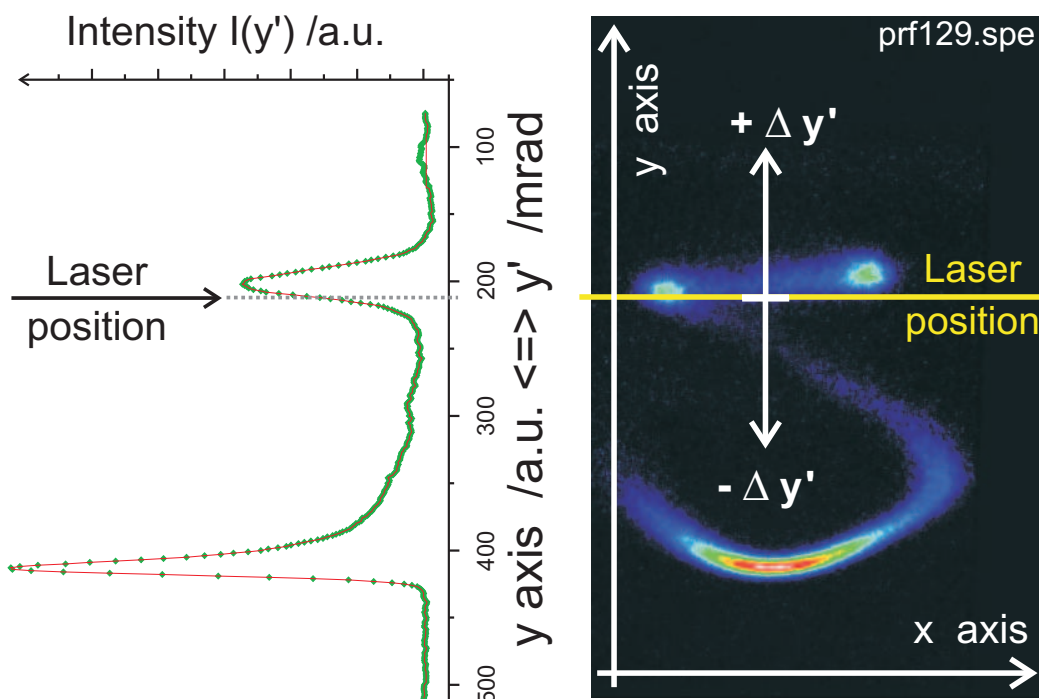 Intensity I(y') /a.u.
100
200
300
400
500
y axis /a.u. <=> y' /mrad
Laser
position
prf129.spe
y axis
+ Δ y'
Laser
position
- Δ y'
x axis